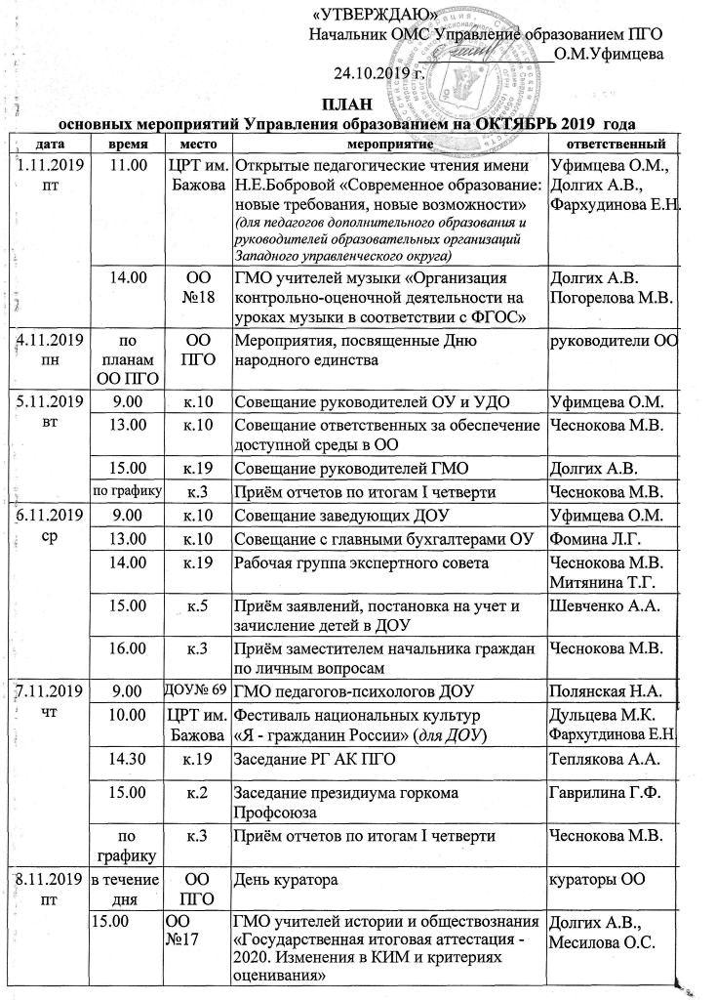 «УТВЕРЖДАЮ»
Начальник ОМС Управление образованием ПГО
О.М.Уфимцева
24.10.2019 г.
ПЛАН
основных мероприятий Управления образованием на ОКТЯБРЬ 2019 года
дата время место мероприятие ответственный
1.11.2019 11.00 ЦРТ им. Открытые педагогические чтения имени Уфимцева О.М.,
пт Бажова Н.Е.Бобровой «Современное образование: Долгих А.В.,
новые требования, новые возможности» Фархудинова Е.Н.
(для педагогов дополнительного образования и
руководителей образовательных организаций
Западного управленческого округа)
14.00 ОО ГМО учителей музыки «Организация Долгих А.В.
№18 контрольно-оценочной деятельности на Погорелова М.В.
уроках музыки в соответствии с ФГОС»
4.11.2019 по ОО Мероприятия, посвященные Дню руководители ОО
пн планам ПГО народного единства
ОО ПГО
5.11.2019 9.00 к.10 Совещание руководителей ОУ и УДО Уфимцева О.М.
вт 13.00 к.10 Совещание ответственных за обеспечение Чеснокова М.В.
доступной среды в ОО
15.00 к.19 Совещание руководителей ГМО Долгих А.В.
по графику к.3 Приём отчетов по итогам I четверти Чеснокова М.В.
6.11.2019 9.00 к.10 Совещание заведующих ДОУ Уфимцева О.М.
ср 13.00 к.10 Совещание с главными бухгалтерами ОУ Фомина Л.Г.
14.00 к.19 Рабочая группа экспертного совета Чеснокова М.В.
Митянина Т.Г.
15.00 к.5 Приём заявлений, постановка на учет и Шевченко А.А.
зачисление детей в ДОУ
16.00 к.3 Приём заместителем начальника граждан Чеснокова М.В.
по личным вопросам
7.11.2019 9.00 ДОУ№ 69 ГМО педагогов-психологов ДОУ Полянская Н.А.
чт 10.00 ЦРТ им. Фестиваль национальных культур Дульцева М.К.
Бажова «Я - гражданин России» (для ДОУ) Фархутдинова Е.Н.
14.30 к.19 Заседание РГ АК ПГО Теплякова А.А.
15.00 к.2 Заседание президиума горкома Гаврилина Г.Ф.
Профсоюза
по к.3 Приём отчетов по итогам I четверти Чеснокова М.В.
графику
8.11.2019 в течение ОО День куратора кураторы ОО
пт дня ПГО
15.00 ОО ГМО учителей истории и обществознания Долгих А.В.,
№17 «Государственная итоговая аттестация - Месилова О.С.
2020. Изменения в КИМ и критериях
оценивания»